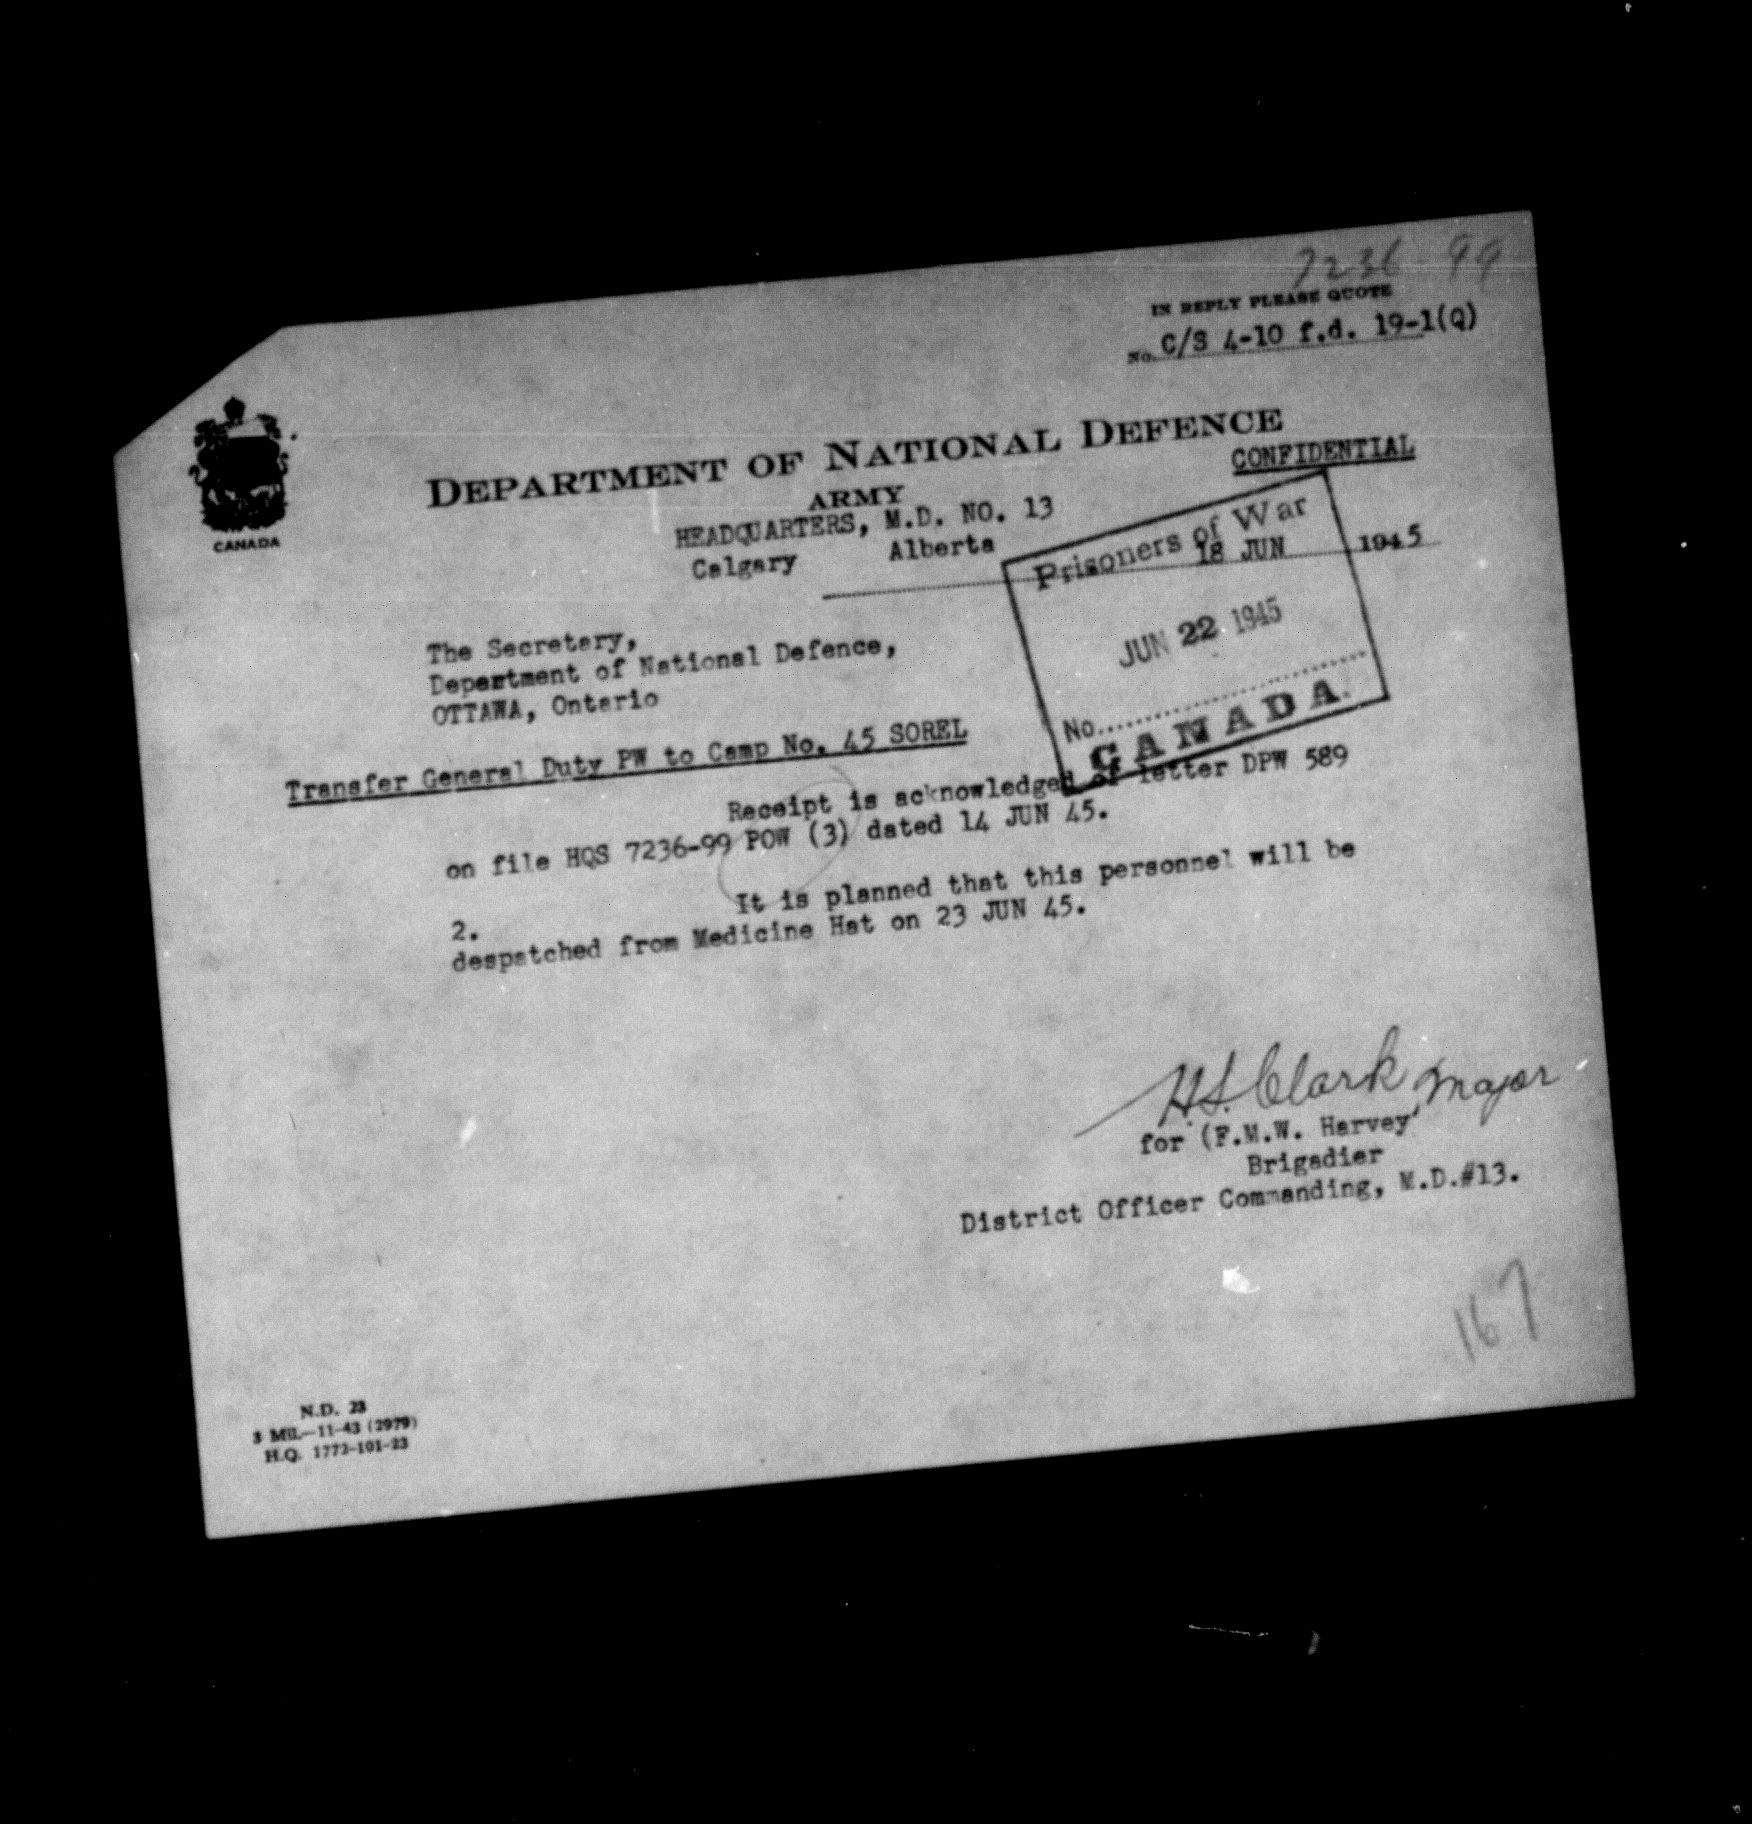 7236-99
IN REPLY PLEASE QUOTE
No. C/S 4-10 f.d. 19-1(Q)
CANADA
DEPARTMENT OF NATIONAL DEFENCE
CONFIDENTIAL
ARMY
HEADQUARTERS, M.D. NO. 13
Calgary Alberta
18 JUN 1945
Prisoners of War
JUN 22 1945
No.
CANADA
The Secretary,
Department of National Defence,
OTTAWA, Ontario
Transfer General Duty PW to Camp No. 45 SOREL
Receipt is acknowledged of letter DPW 589
on file HQS 7236-99 POW (3) dated 14 JUN 45.
2. It is planned that this personnel will be
despatched from Medicine Hat on 23 JUN 45.
H.S. Clark Major
for (F.M.W. Harvey)
Brigadier
District Officer Commanding, M.D.#13.
167
N.D. 23
3 Mil.—11-43 (2979)
H.Q. 1772-101-23